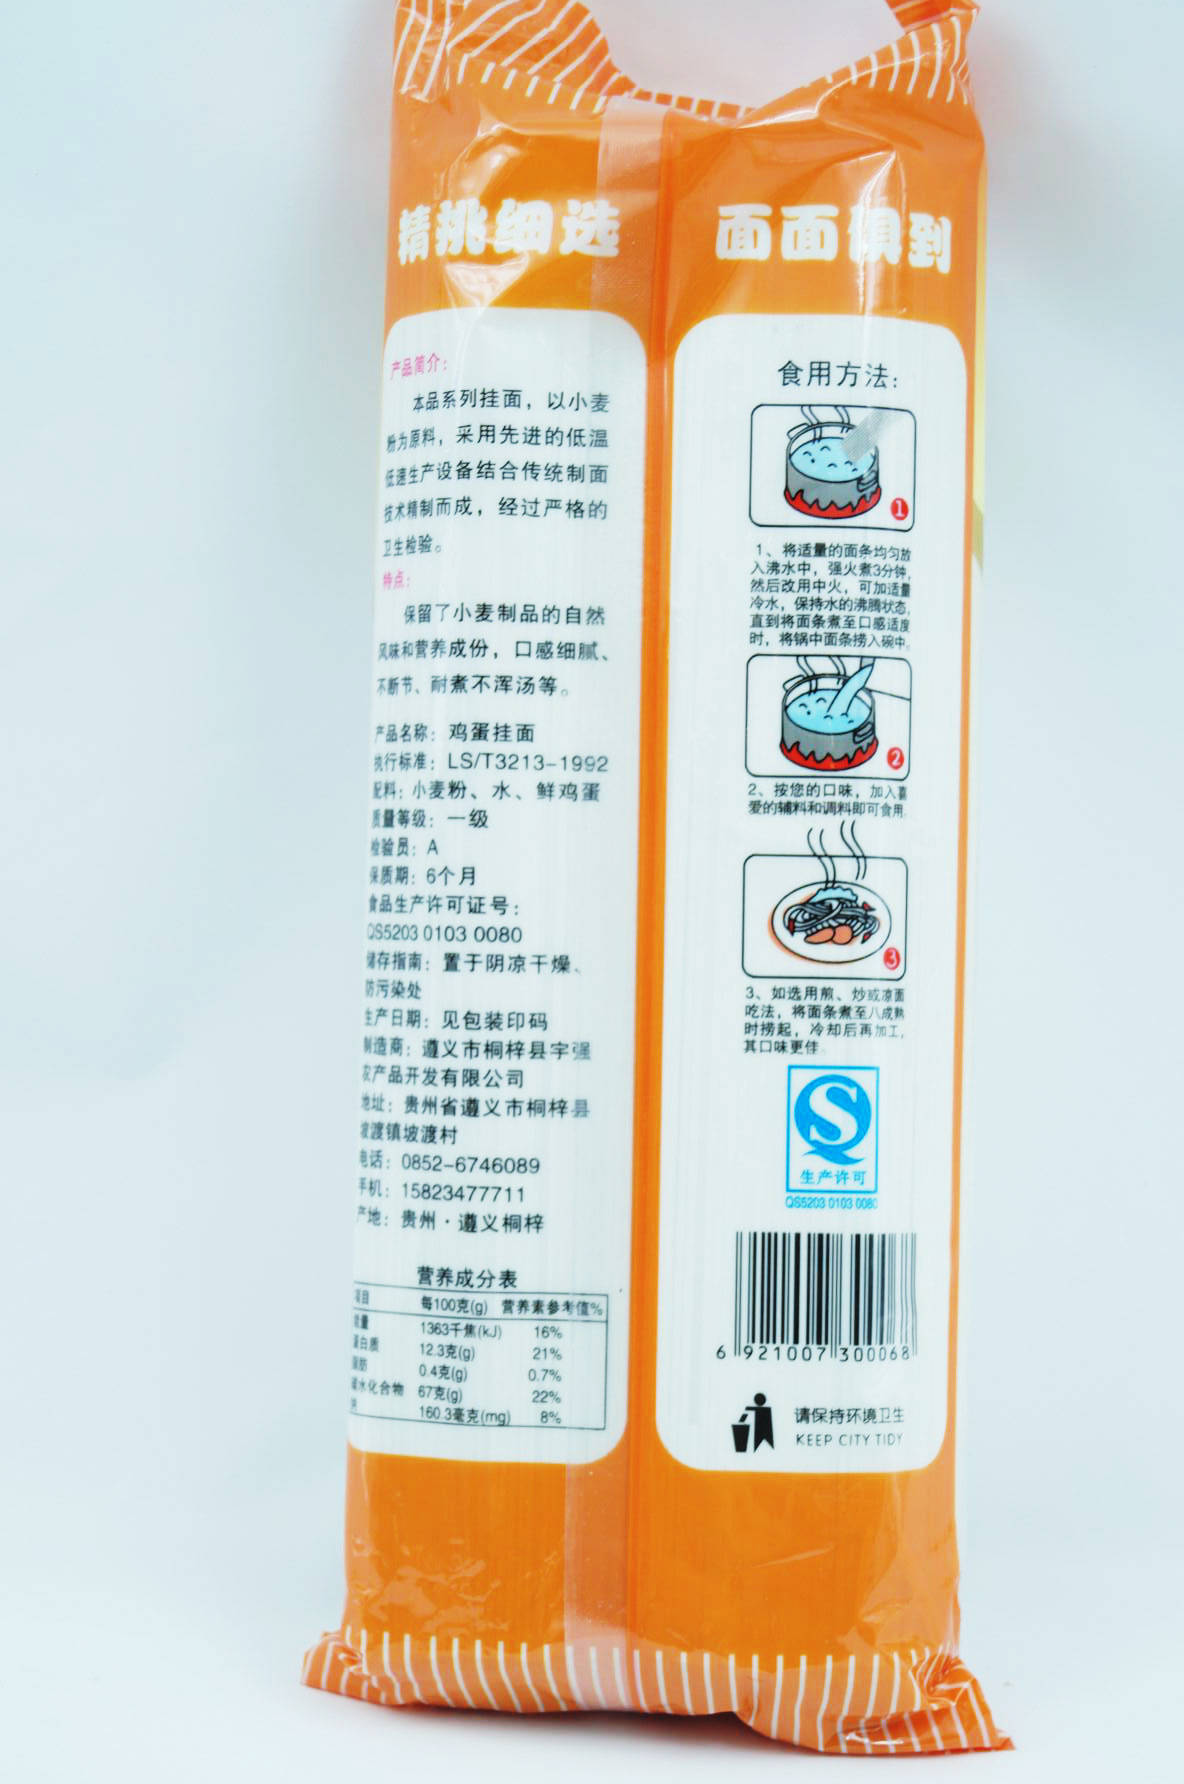 精挑细选
产品简介：
本品系列挂面，以小麦
粉为原料，采用先进的低温
低速生产设备结合传统制面
技术精制而成，经过严格的
卫生检验。
特点：
保留了小麦制品的自然
风味和营养成份，口感细腻、
不断节、耐煮不浑汤等。
产品名称：鸡蛋挂面
执行标准：LS/T3213-1992
配料：小麦粉、水、鲜鸡蛋
质量等级：一级
检验员：A
保质期：6个月
食品生产许可证号：
QS5203 0103 0080
储存指南：置于阴凉干燥、
防污染处
生产日期：见包装印码
制造商：遵义市桐梓县宇强
农产品开发有限公司
地址：贵州省遵义市桐梓县
坡渡镇坡渡村
电话：0852-6746089
手机：15823477711
产地：贵州·遵义桐梓
营养成分表
项目 每100克(g) 营养素参考值%
能量 1363千焦(kJ) 16%
蛋白质 12.3克(g) 21%
脂肪 0.4克(g) 0.7%
碳水化合物 67克(g) 22%
160.3毫克(mg) 8%
面面俱到
食用方法：
1
1、将适量的面条均匀放
入沸水中，强火煮3分钟，
然后改用中火，可加适量
冷水，保持水的沸腾状态，
直到将面条煮至口感适度
时，将锅中面条捞入碗中。
2
2、按您的口味，加入喜
爱的辅料和调料即可食用。
3
3、如选用煎、炒或凉面
吃法，将面条煮至八成熟
时捞起，冷却后再加工，
其口味更佳。
生产许可
QS5203 0103 0080
6 921007 300068
请保持环境卫生
KEEP CITY TIDY